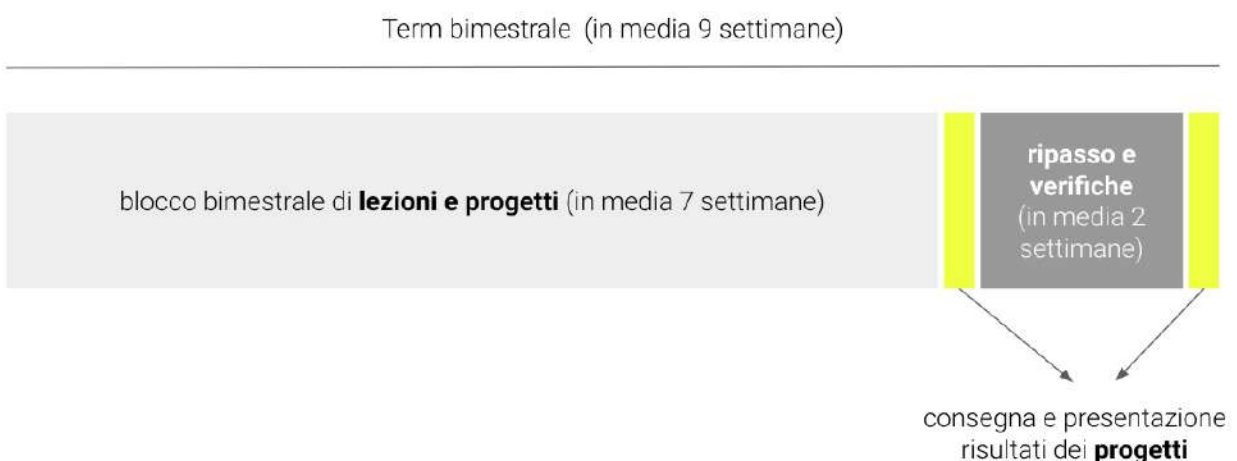 Term bimestrale (in media 9 settimane)
blocco bimestrale di lezioni e progetti (in media 7 settimane)
ripasso e
verifiche
(in media 2
settimane)
consegna e presentazione
risultati dei progetti